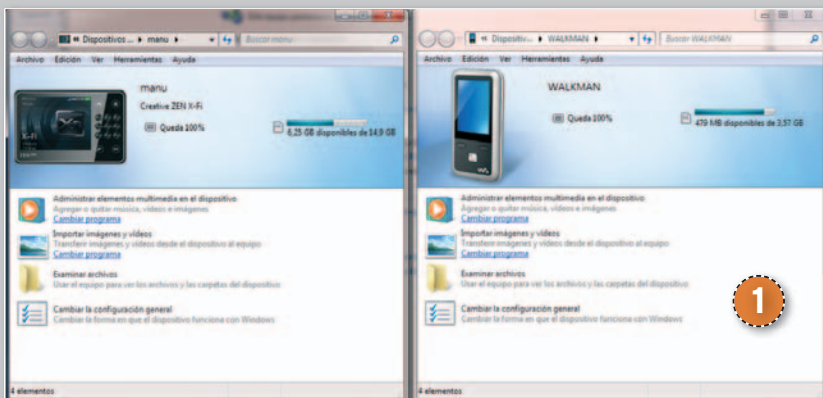 « Dispositivos ... ▸ manu ▸
Buscar manu
Archivo Edición Ver Herramientas Ayuda
manu
Creative ZEN X-Fi
Queda 100%
6,25 GB disponibles de 14,9 GB
X-Fi
Administrar elementos multimedia en el dispositivo
Agregar o quitar música, vídeos e imágenes
Cambiar programa
Importar imágenes y vídeos
Transferir imágenes y vídeos desde el dispositivo al equipo
Cambiar programa
Examinar archivos
Usar el equipo para ver los archivos y las carpetas del dispositivo
Cambiar la configuración general
Cambiar la forma en que el dispositivo funciona con Windows
4 elementos
« Dispositiv... ▸ WALKMAN ▸
Buscar WALKMAN
Archivo Edición Ver Herramientas Ayuda
WALKMAN
Queda 100%
479 MB disponibles de 3,57 GB
Administrar elementos multimedia en el dispositivo
Agregar o quitar música, vídeos e imágenes
Cambiar programa
Importar imágenes y vídeos
Transferir imágenes y vídeos desde el dispositivo al equipo
Cambiar programa
Examinar archivos
Usar el equipo para ver los archivos y las carpetas del dispositivo
Cambiar la configuración general
Cambiar la forma en que el dispositivo funciona con Windows
1
4 elementos